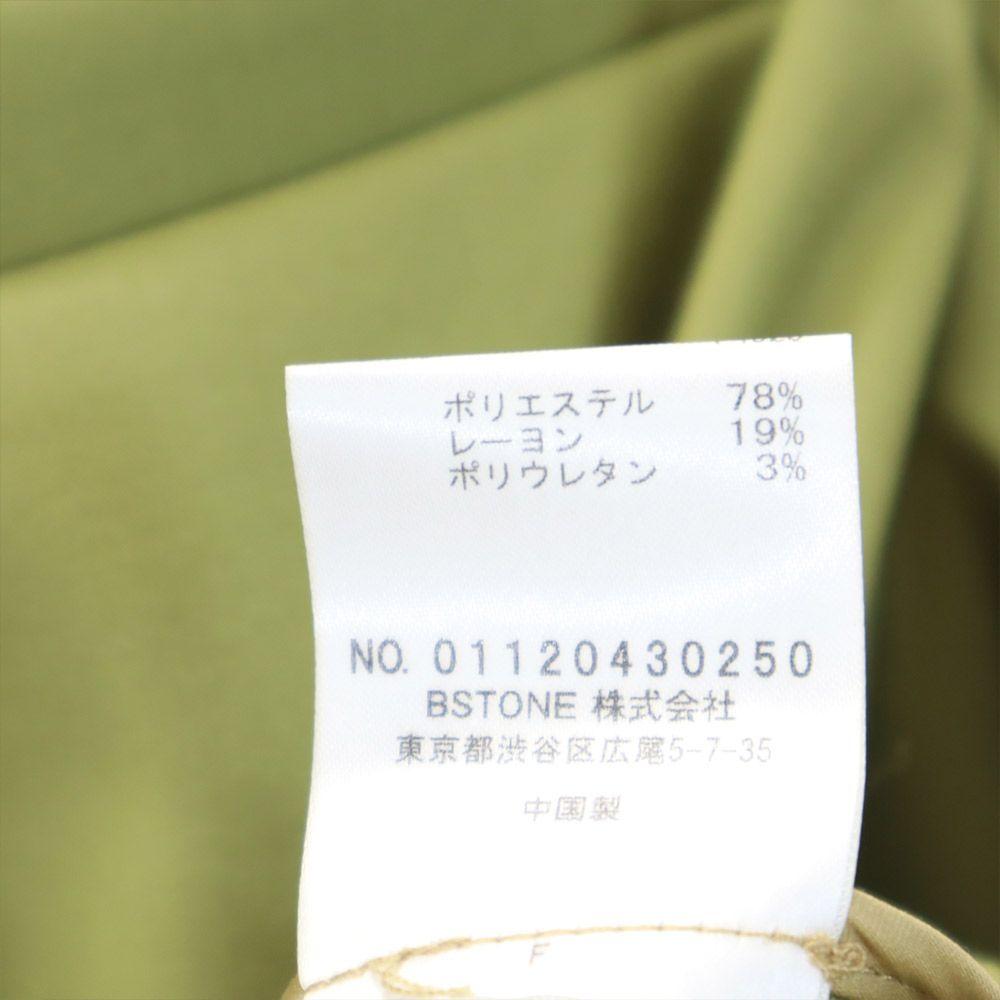 ポリエステル 78%
レーヨン 19%
ポリウレタン 3%
NO. 01120430250
BSTONE 株式会社
東京都渋谷区広尾5-7-35
中国製
F